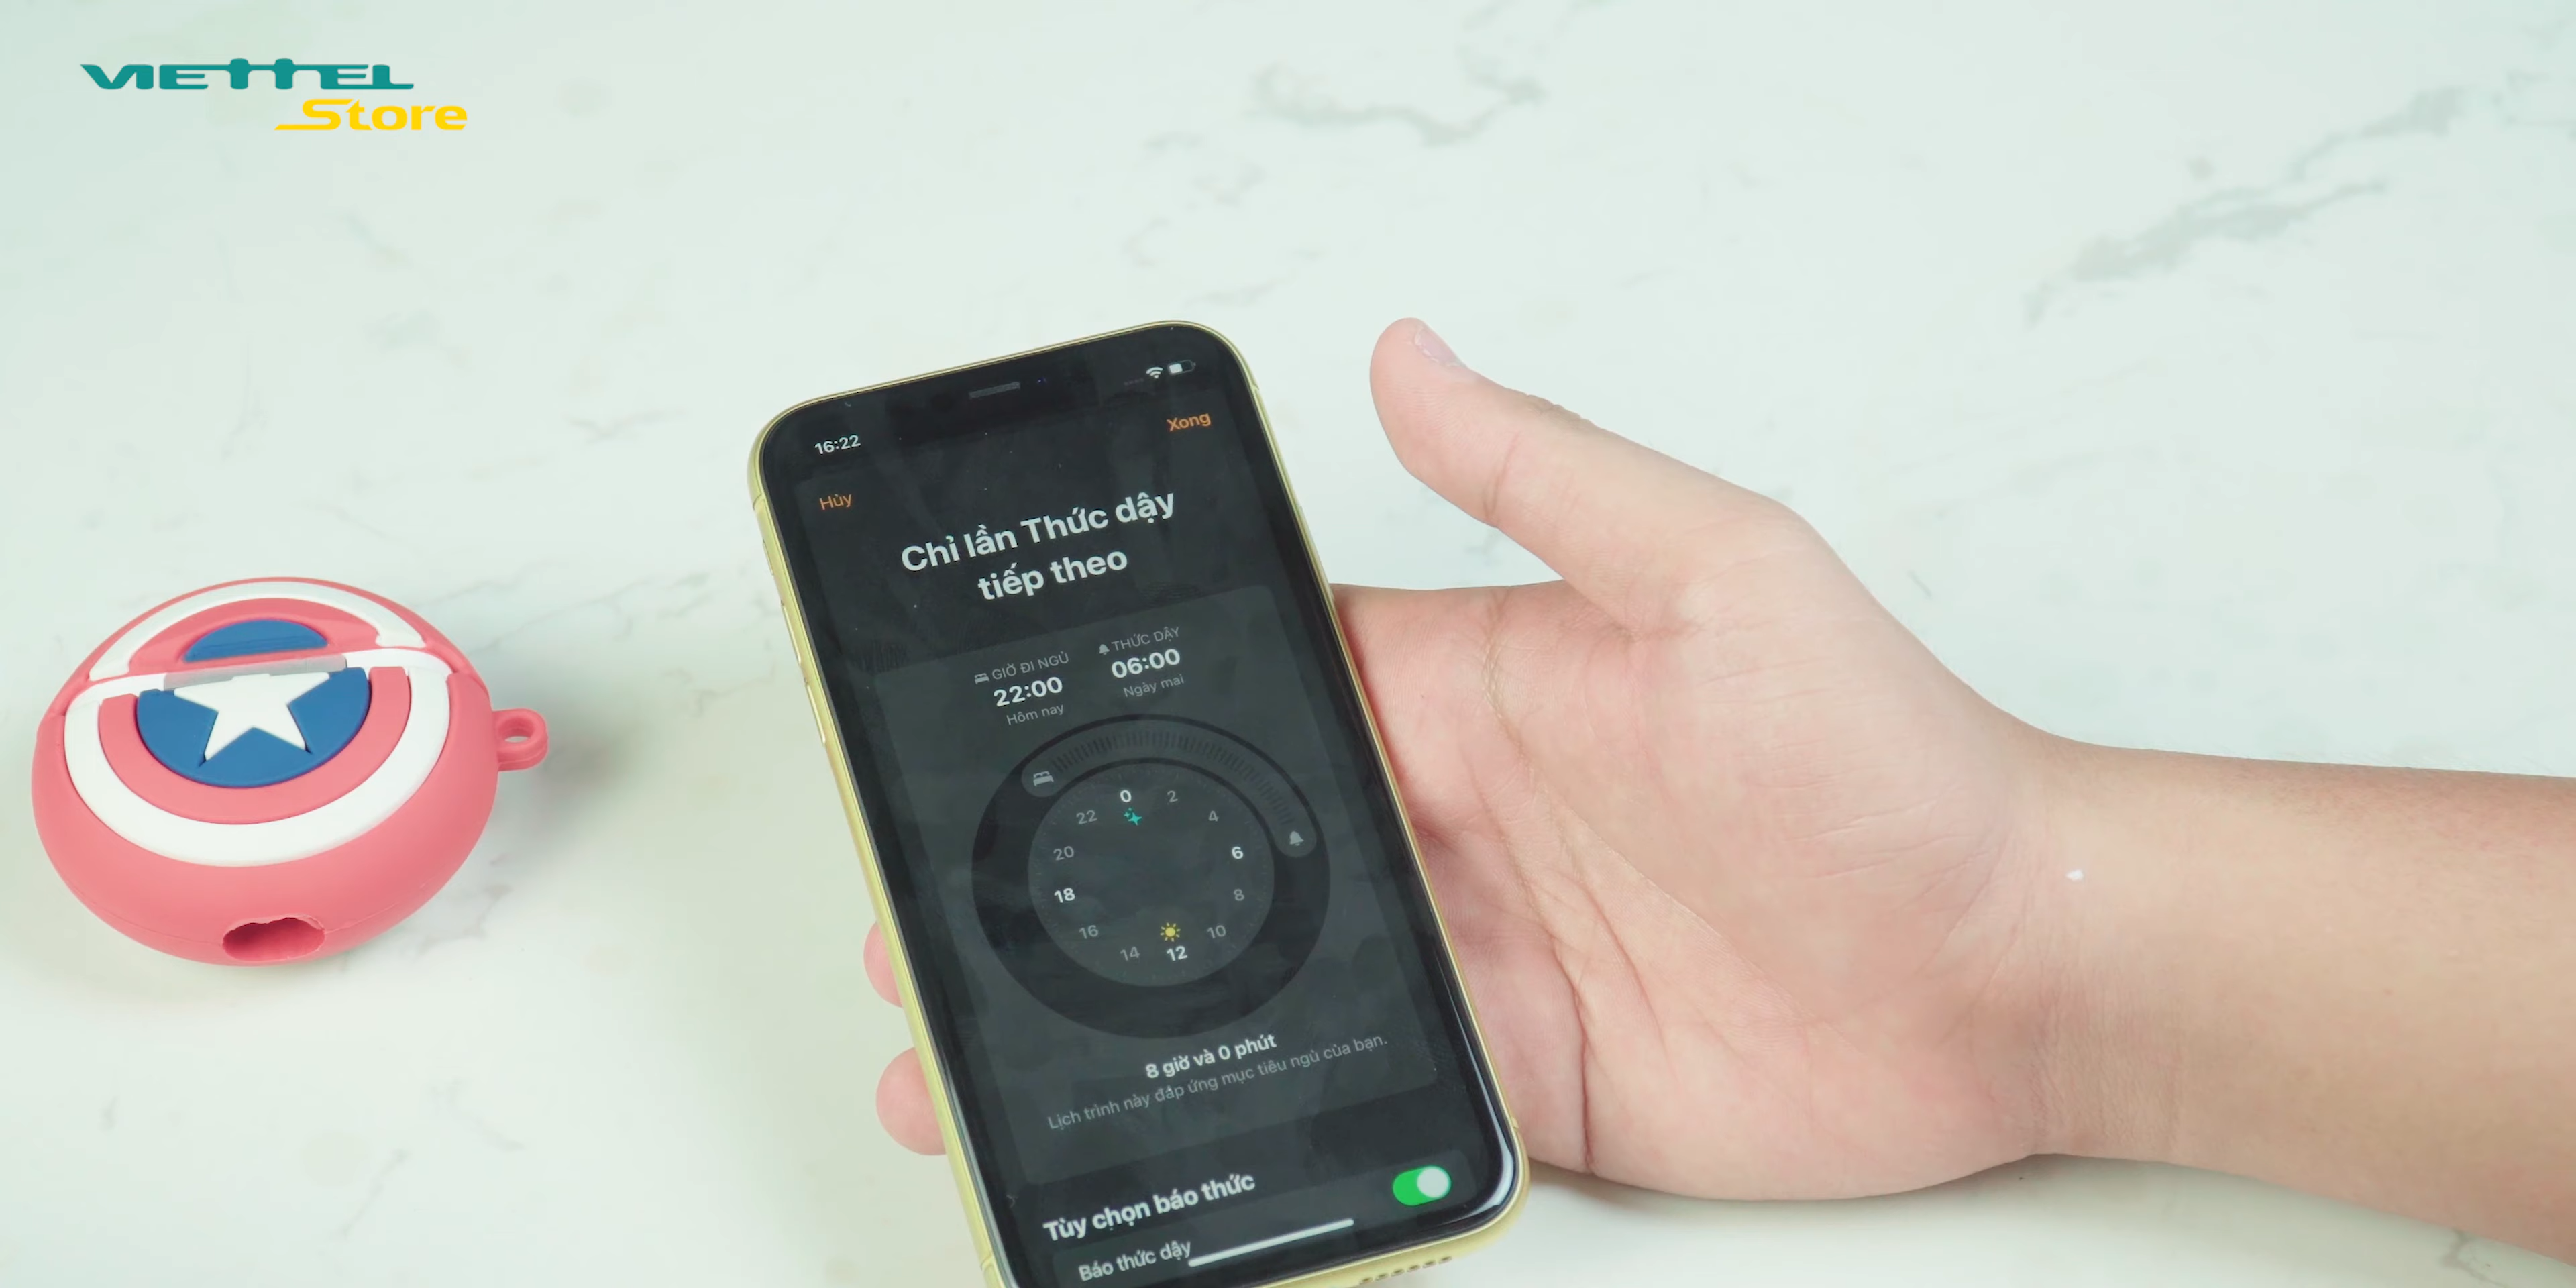 VIETTEL
Store
16:22
Xong
Hủy
Chỉ lần Thức dậy
tiếp theo
GIỜ ĐI NGỦ
22:00
Hôm nay
THỨC DẬY
06:00
Ngày mai
0
2
4
6
8
10
12
14
16
18
20
22
8 giờ và 0 phút
Lịch trình này đáp ứng mục tiêu ngủ của bạn.
Tùy chọn báo thức
Báo thức dậy